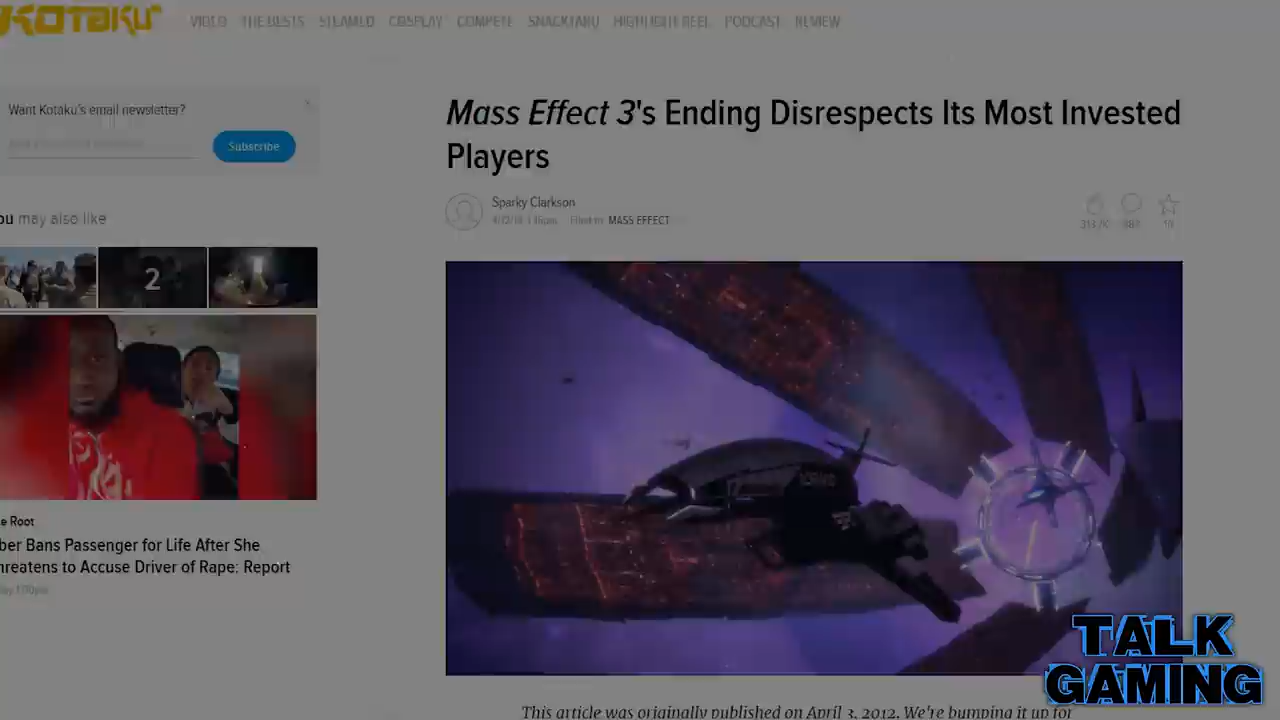 KOTAKU VIDEO THE BESTS STEAMED COSPLAY COMPETE SNACKTAKU HIGHLIGHT REEL PODCAST REVIEW
Want Kotaku's email newsletter?
Subscribe
ou may also like
2
e Root
ber Bans Passenger for Life After She
hreatens to Accuse Driver of Rape: Report
Mass Effect 3's Ending Disrespects Its Most Invested
Players
Sparky Clarkson
Filed to: MASS EFFECT
TALK
GAMING
This article was originally published on April 3, 2012. We're bumping it up for